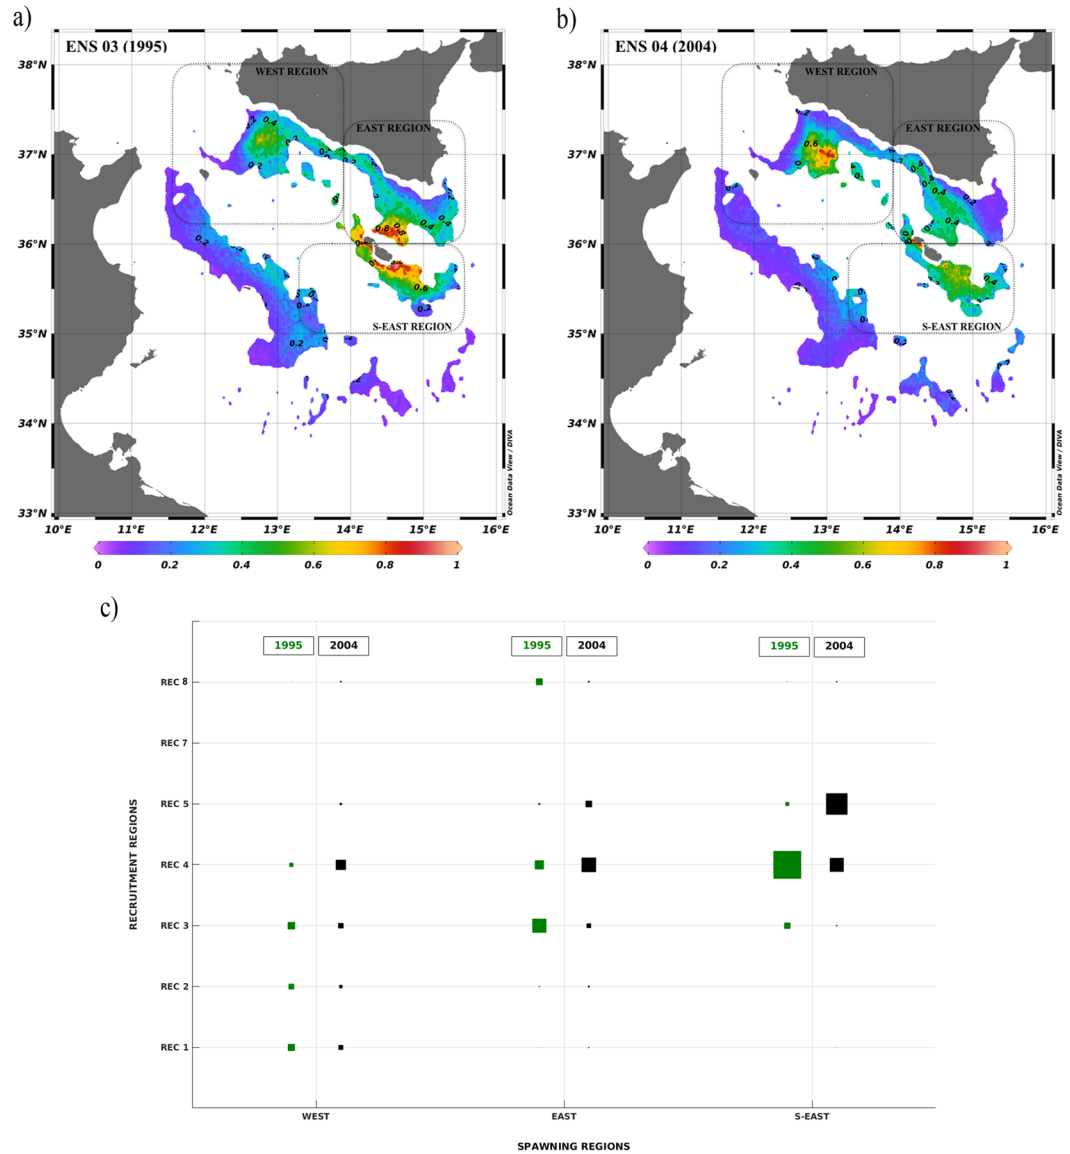 a)
ENS 03 (1995)
WEST REGION
EAST REGION
S-EAST REGION
38°N
37°N
36°N
35°N
34°N
33°N
10°E 11°E 12°E 13°E 14°E 15°E 16°E
Ocean Data View / DIVA
0 0.2 0.4 0.6 0.8 1
b)
ENS 04 (2004)
WEST REGION
EAST REGION
S-EAST REGION
38°N
37°N
36°N
35°N
34°N
33°N
10°E 11°E 12°E 13°E 14°E 15°E 16°E
Ocean Data View / DIVA
0 0.2 0.4 0.6 0.8 1
c)
1995 2004 1995 2004 1995 2004
REC 8
REC 7
REC 5
REC 4
REC 3
REC 2
REC 1
RECRUITMENT REGIONS
WEST EAST S-EAST
SPAWNING REGIONS